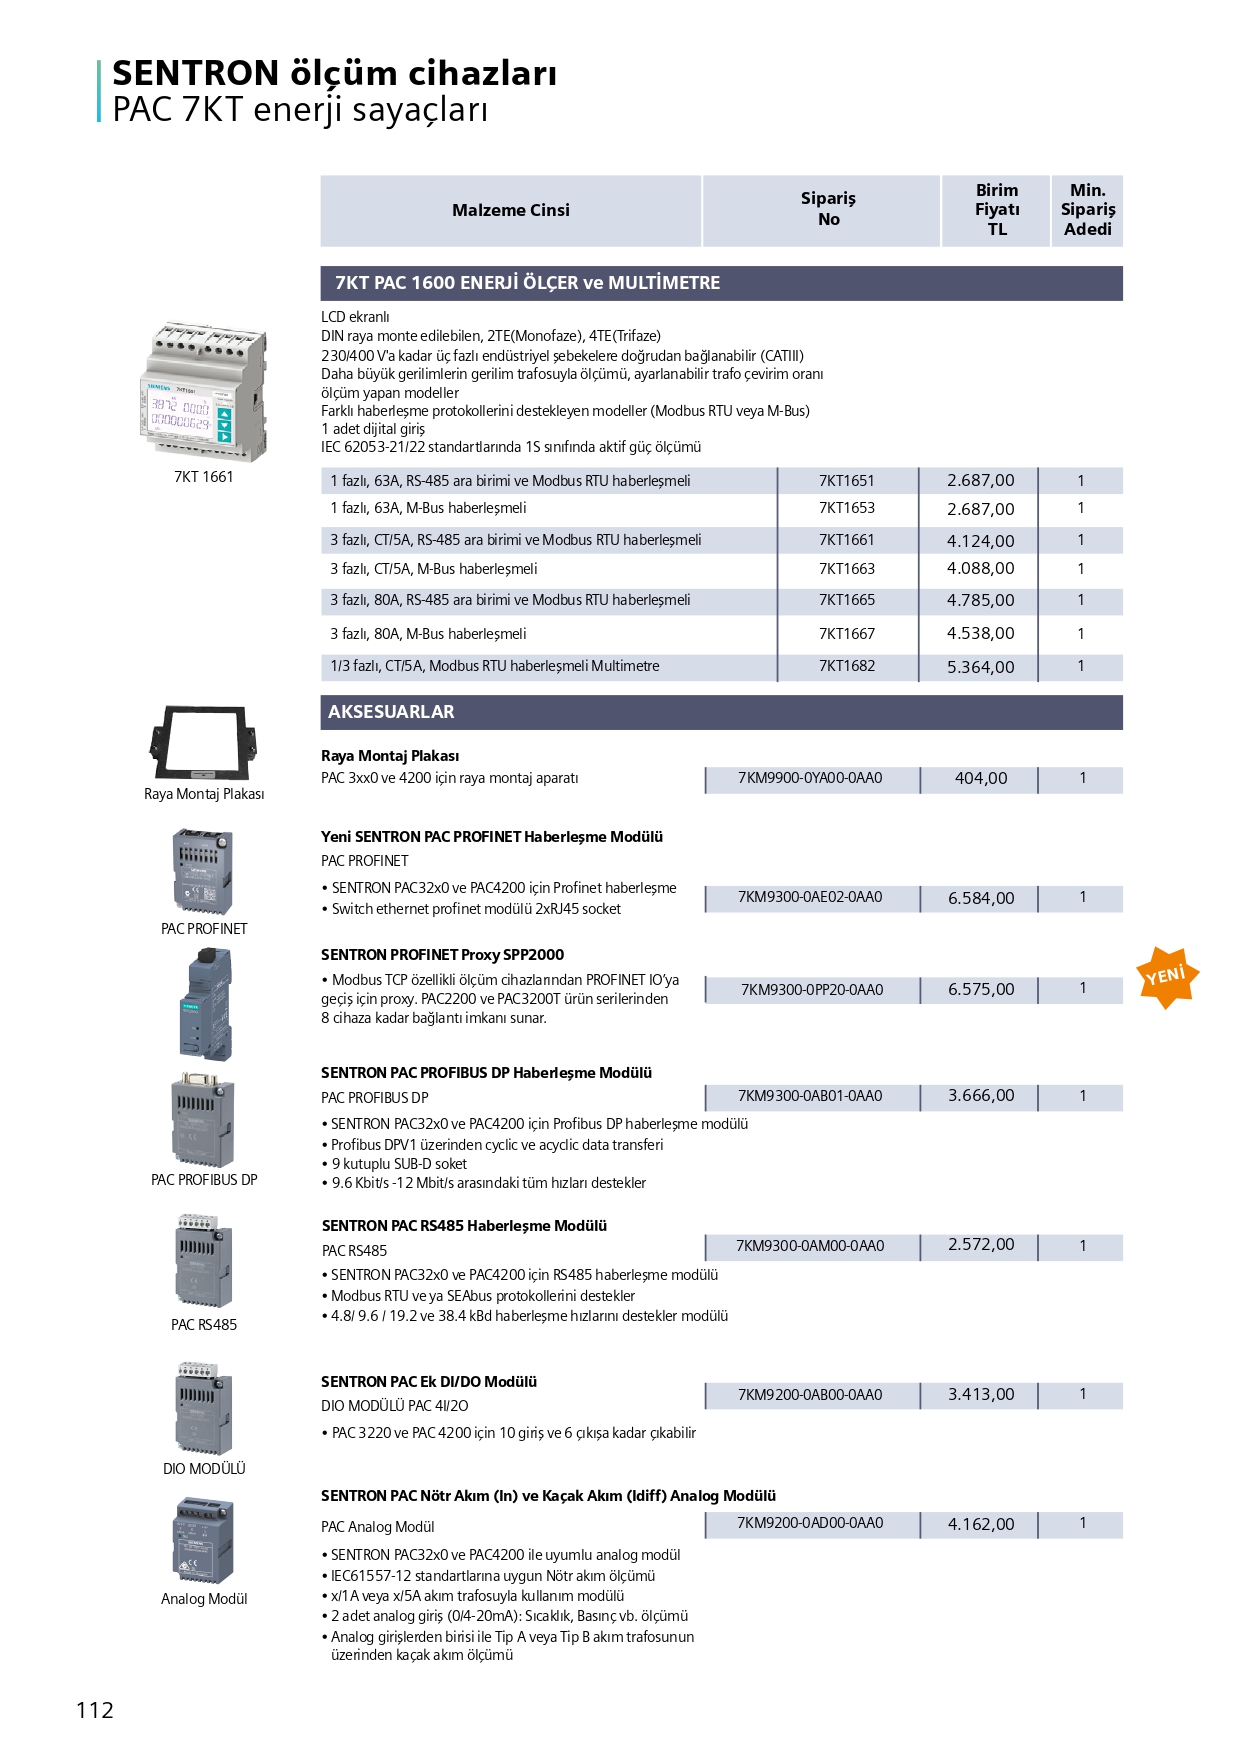 SENTRON ölçüm cihazları
PAC 7KT enerji sayaçları
Malzeme Cinsi
Sipariş
No
Birim
Fiyatı
TL
Min.
Sipariş
Adedi
7KT PAC 1600 ENERJİ ÖLÇER ve MULTİMETRE
LCD ekranlı
DIN raya monte edilebilen, 2TE(Monofaze), 4TE(Trifaze)
230/400 V'a kadar üç fazlı endüstriyel şebekelere doğrudan bağlanabilir (CATIII)
Daha büyük gerilimlerin gerilim trafosuyla ölçümü, ayarlanabilir trafo çevirim oranı
ölçüm yapan modeller
Farklı haberleşme protokollerini destekleyen modeller (Modbus RTU veya M-Bus)
1 adet dijital giriş
IEC 62053-21/22 standartlarında 1S sınıfında aktif güç ölçümü
SIEMENS 7KT1661
7KT 1661
1 fazlı, 63A, RS-485 ara birimi ve Modbus RTU haberleşmeli 7KT1651 2.687,00 1
1 fazlı, 63A, M-Bus haberleşmeli 7KT1653 2.687,00 1
3 fazlı, CT/5A, RS-485 ara birimi ve Modbus RTU haberleşmeli 7KT1661 4.124,00 1
3 fazlı, CT/5A, M-Bus haberleşmeli 7KT1663 4.088,00 1
3 fazlı, 80A, RS-485 ara birimi ve Modbus RTU haberleşmeli 7KT1665 4.785,00 1
3 fazlı, 80A, M-Bus haberleşmeli 7KT1667 4.538,00 1
1/3 fazlı, CT/5A, Modbus RTU haberleşmeli Multimetre 7KT1682 5.364,00 1
AKSESUARLAR
Raya Montaj Plakası
PAC 3xx0 ve 4200 için raya montaj aparatı 7KM9900-0YA00-0AA0 404,00 1
Raya Montaj Plakası
Yeni SENTRON PAC PROFINET Haberleşme Modülü
PAC PROFINET
• SENTRON PAC32x0 ve PAC4200 için Profinet haberleşme 7KM9300-0AE02-0AA0 6.584,00 1
• Switch ethernet profinet modülü 2xRJ45 socket
PAC PROFINET
SENTRON PROFINET Proxy SPP2000
• Modbus TCP özellikli ölçüm cihazlarından PROFINET IO’ya
geçiş için proxy. PAC2200 ve PAC3200T ürün serilerinden
8 cihaza kadar bağlantı imkanı sunar.
7KM9300-0PP20-0AA0 6.575,00 1
YENİ
SENTRON PAC PROFIBUS DP Haberleşme Modülü
PAC PROFIBUS DP 7KM9300-0AB01-0AA0 3.666,00 1
• SENTRON PAC32x0 ve PAC4200 için Profibus DP haberleşme modülü
• Profibus DPV1 üzerinden cyclic ve acyclic data transferi
• 9 kutuplu SUB-D soket
• 9.6 Kbit/s -12 Mbit/s arasındaki tüm hızları destekler
PAC PROFIBUS DP
SENTRON PAC RS485 Haberleşme Modülü
PAC RS485 7KM9300-0AM00-0AA0 2.572,00 1
• SENTRON PAC32x0 ve PAC4200 için RS485 haberleşme modülü
• Modbus RTU ve ya SEAbus protokollerini destekler
• 4.8/ 9.6 / 19.2 ve 38.4 kBd haberleşme hızlarını destekler modülü
PAC RS485
SENTRON PAC Ek DI/DO Modülü
DIO MODÜLÜ PAC 4I/2O 7KM9200-0AB00-0AA0 3.413,00 1
• PAC 3220 ve PAC 4200 için 10 giriş ve 6 çıkışa kadar çıkabilir
DIO MODÜLÜ
SENTRON PAC Nötr Akım (In) ve Kaçak Akım (Idiff) Analog Modülü
PAC Analog Modül 7KM9200-0AD00-0AA0 4.162,00 1
• SENTRON PAC32x0 ve PAC4200 ile uyumlu analog modül
• IEC61557-12 standartlarına uygun Nötr akım ölçümü
• x/1A veya x/5A akım trafosuyla kullanım modülü
• 2 adet analog giriş (0/4-20mA): Sıcaklık, Basınç vb. ölçümü
• Analog girişlerden birisi ile Tip A veya Tip B akım trafosunun
üzerinden kaçak akım ölçümü
Analog Modül
112